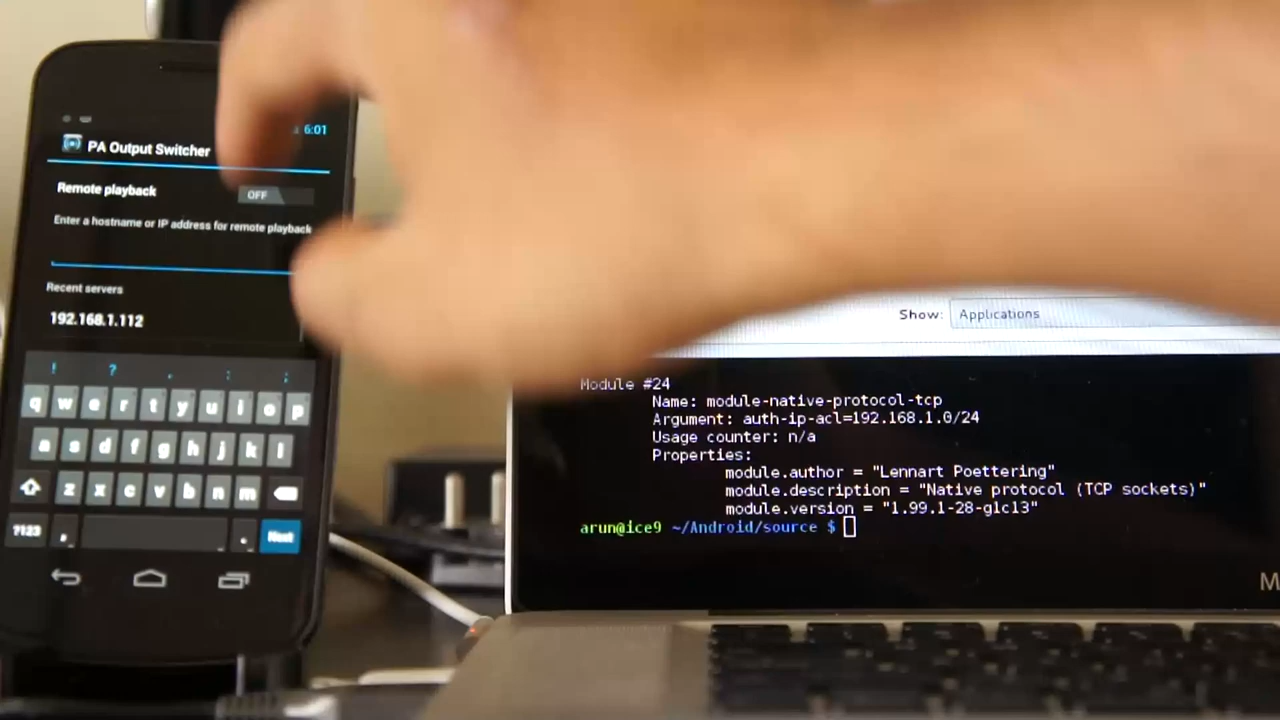 6:01
PA Output Switcher
Remote playback
OFF
Enter a hostname or IP address for remote playback
Recent servers
192.168.1.112
! ? . : ;
q w e r t y u i o p
a s d f g h j k l
z x c v b n m
?123 , . Next
Show: Applications
Module #24
Name: module-native-protocol-tcp
Argument: auth-ip-acl=192.168.1.0/24
Usage counter: n/a
Properties:
module.author = "Lennart Poettering"
module.description = "Native protocol (TCP sockets)"
module.version = "1.99.1-28-g1c13"
arun@ice9 ~/Android/source $
M